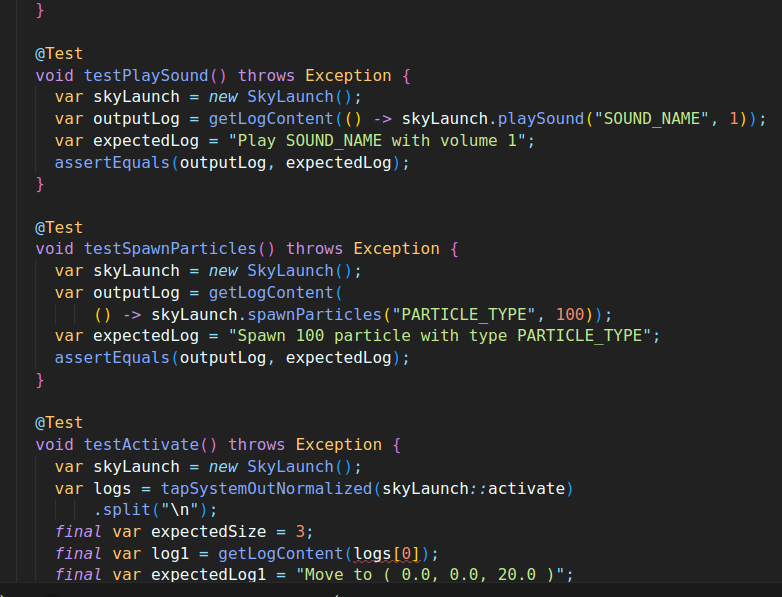 }
@Test
void testPlaySound() throws Exception {
var skyLaunch = new SkyLaunch();
var outputLog = getLogContent(() -> skyLaunch.playSound("SOUND_NAME", 1));
var expectedLog = "Play SOUND_NAME with volume 1";
assertEquals(outputLog, expectedLog);
}
@Test
void testSpawnParticles() throws Exception {
var skyLaunch = new SkyLaunch();
var outputLog = getLogContent(
() -> skyLaunch.spawnParticles("PARTICLE_TYPE", 100));
var expectedLog = "Spawn 100 particle with type PARTICLE_TYPE";
assertEquals(outputLog, expectedLog);
}
@Test
void testActivate() throws Exception {
var skyLaunch = new SkyLaunch();
var logs = tapSystemOutNormalized(skyLaunch::activate)
.split("\n");
final var expectedSize = 3;
final var log1 = getLogContent(logs[0]);
final var expectedLog1 = "Move to ( 0.0, 0.0, 20.0 )";